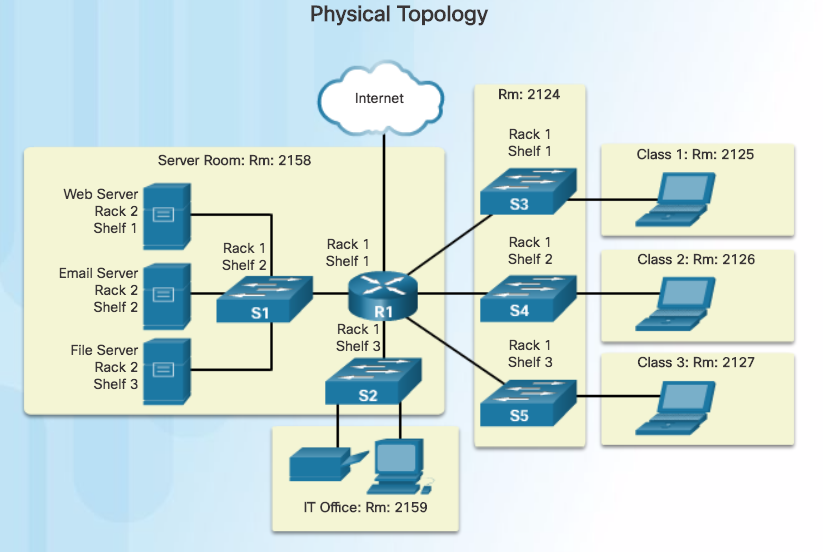 Physical Topology
Internet
Server Room: Rm: 2158
Web Server
Rack 2
Shelf 1
Email Server
Rack 2
Shelf 2
File Server
Rack 2
Shelf 3
Rack 1
Shelf 2
S1
Rack 1
Shelf 1
R1
Rack 1
Shelf 3
S2
IT Office: Rm: 2159
Rm: 2124
Rack 1
Shelf 1
S3
Rack 1
Shelf 2
S4
Rack 1
Shelf 3
S5
Class 1: Rm: 2125
Class 2: Rm: 2126
Class 3: Rm: 2127